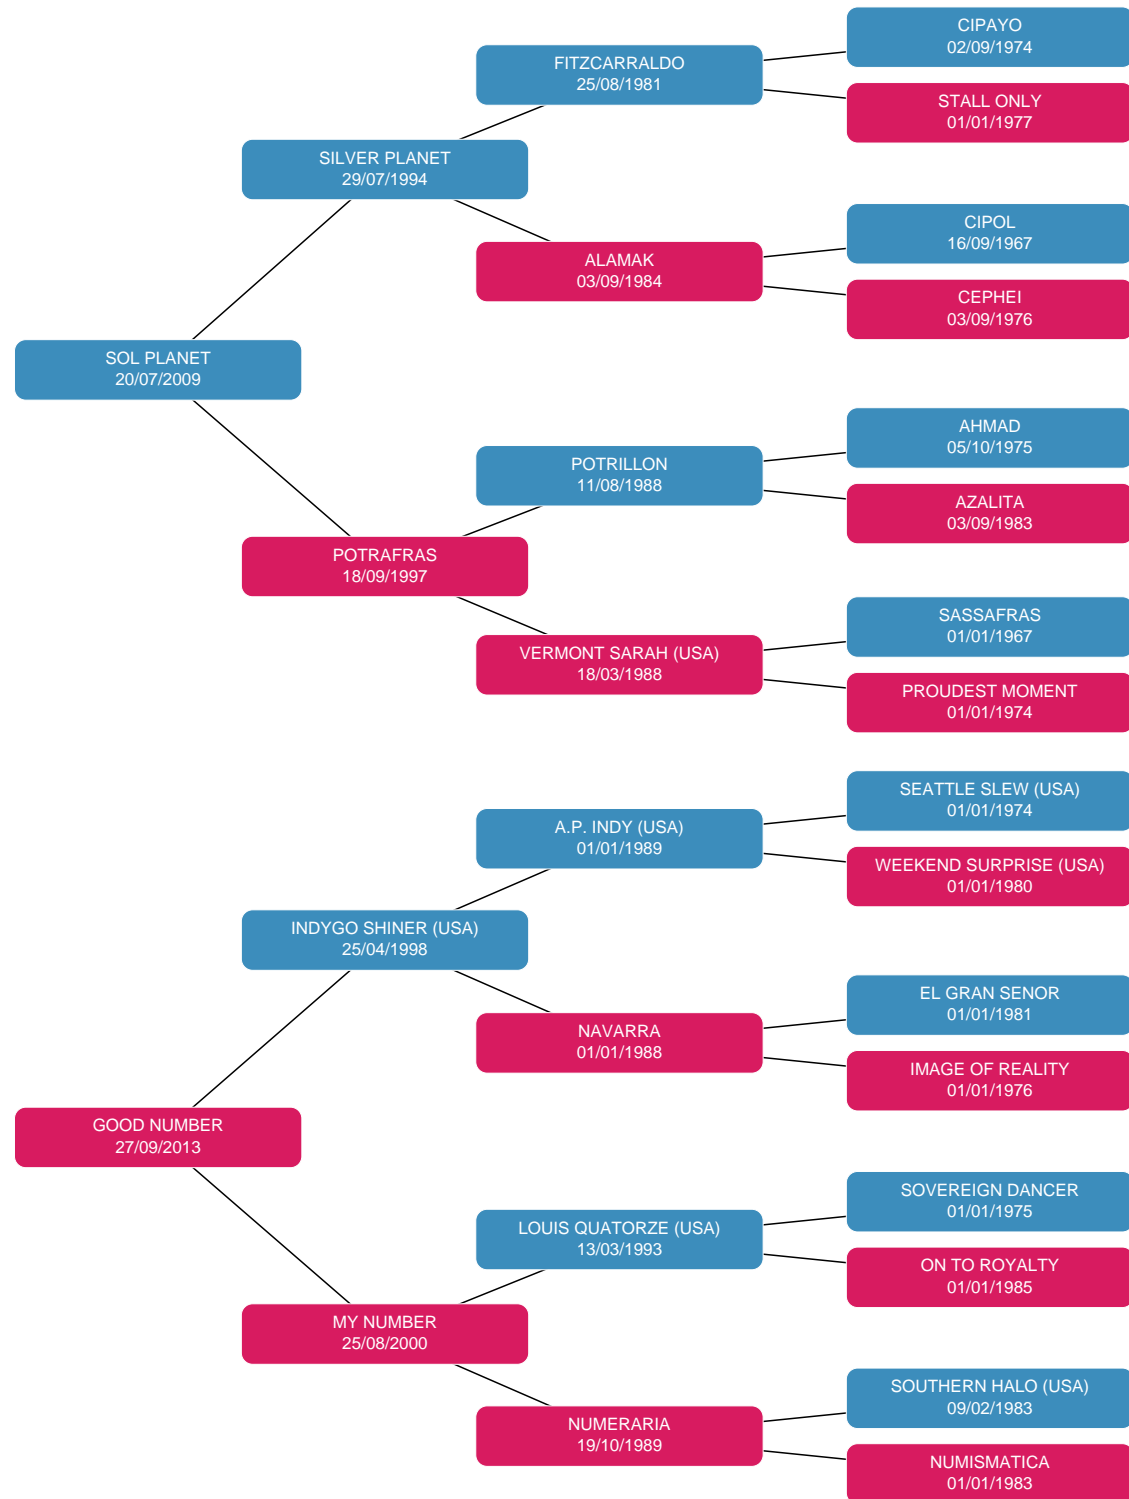 CIPAYO
02/09/1974
FITZCARRALDO
25/08/1981
STALL ONLY
01/01/1977
SILVER PLANET
29/07/1994
CIPOL
16/09/1967
ALAMAK
03/09/1984
CEPHEI
03/09/1976
SOL PLANET
20/07/2009
AHMAD
05/10/1975
POTRILLON
11/08/1988
AZALITA
03/09/1983
POTRAFRAS
18/09/1997
SASSAFRAS
01/01/1967
VERMONT SARAH (USA)
18/03/1988
PROUDEST MOMENT
01/01/1974
SEATTLE SLEW (USA)
01/01/1974
A.P. INDY (USA)
01/01/1989
WEEKEND SURPRISE (USA)
01/01/1980
INDYGO SHINER (USA)
25/04/1998
EL GRAN SENOR
01/01/1981
NAVARRA
01/01/1988
IMAGE OF REALITY
01/01/1976
GOOD NUMBER
27/09/2013
SOVEREIGN DANCER
01/01/1975
LOUIS QUATORZE (USA)
13/03/1993
ON TO ROYALTY
01/01/1985
MY NUMBER
25/08/2000
SOUTHERN HALO (USA)
09/02/1983
NUMERARIA
19/10/1989
NUMISMATICA
01/01/1983